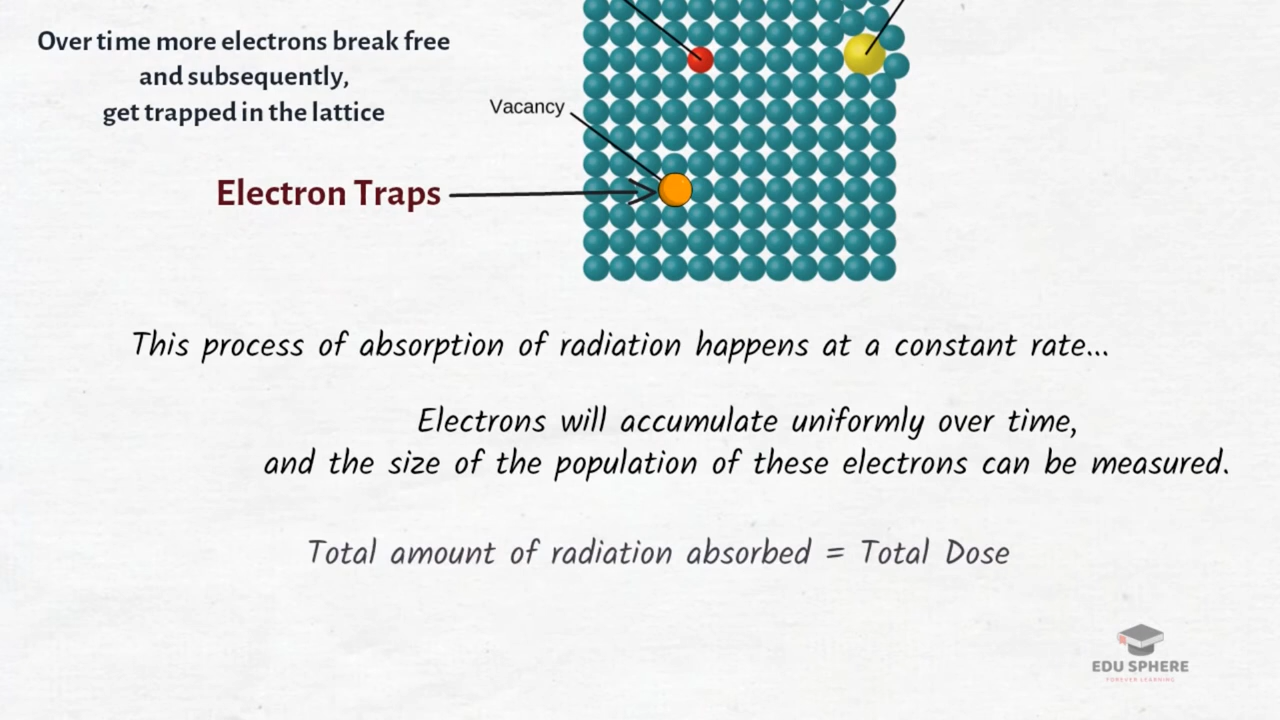 Over time more electrons break free
and subsequently,
get trapped in the lattice
Vacancy
Electron Traps
This process of absorption of radiation happens at a constant rate...
Electrons will accumulate uniformly over time,
and the size of the population of these electrons can be measured.
Total amount of radiation absorbed = Total Dose
EDU SPHERE
FOREVER LEARNING